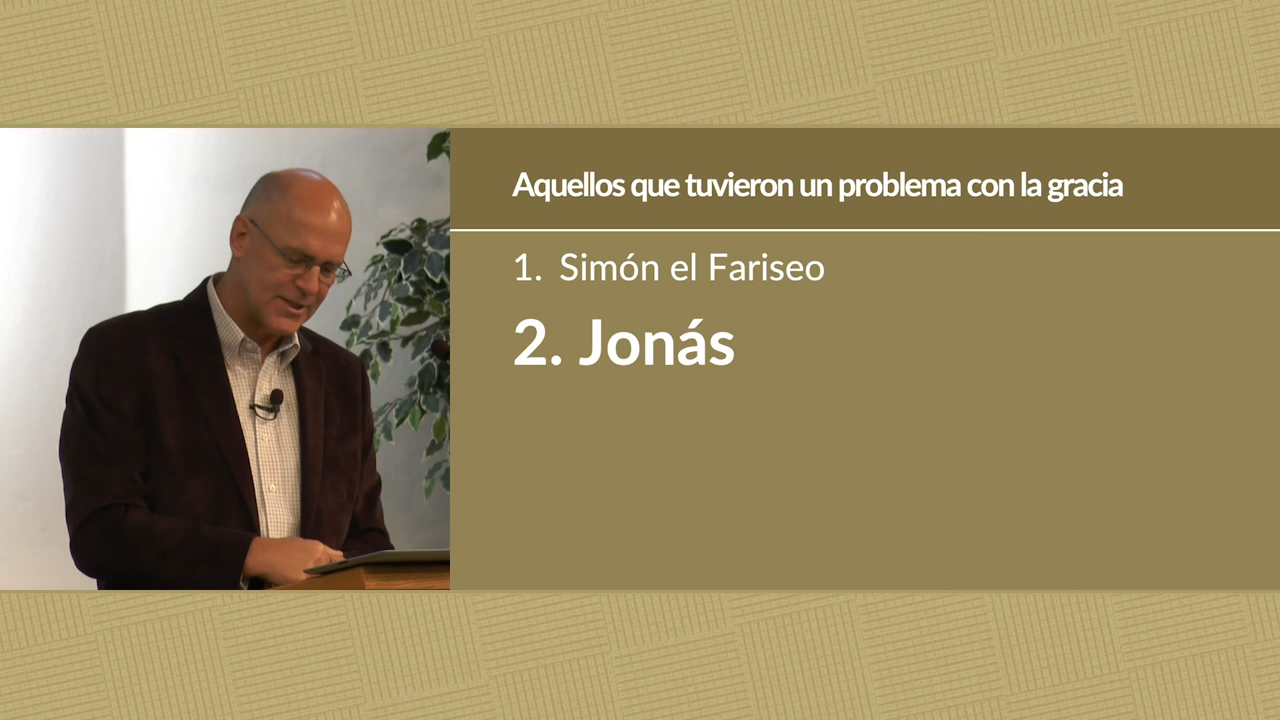 Aquellos que tuvieron un problema con la gracia
1. Simón el Fariseo
2. Jonás